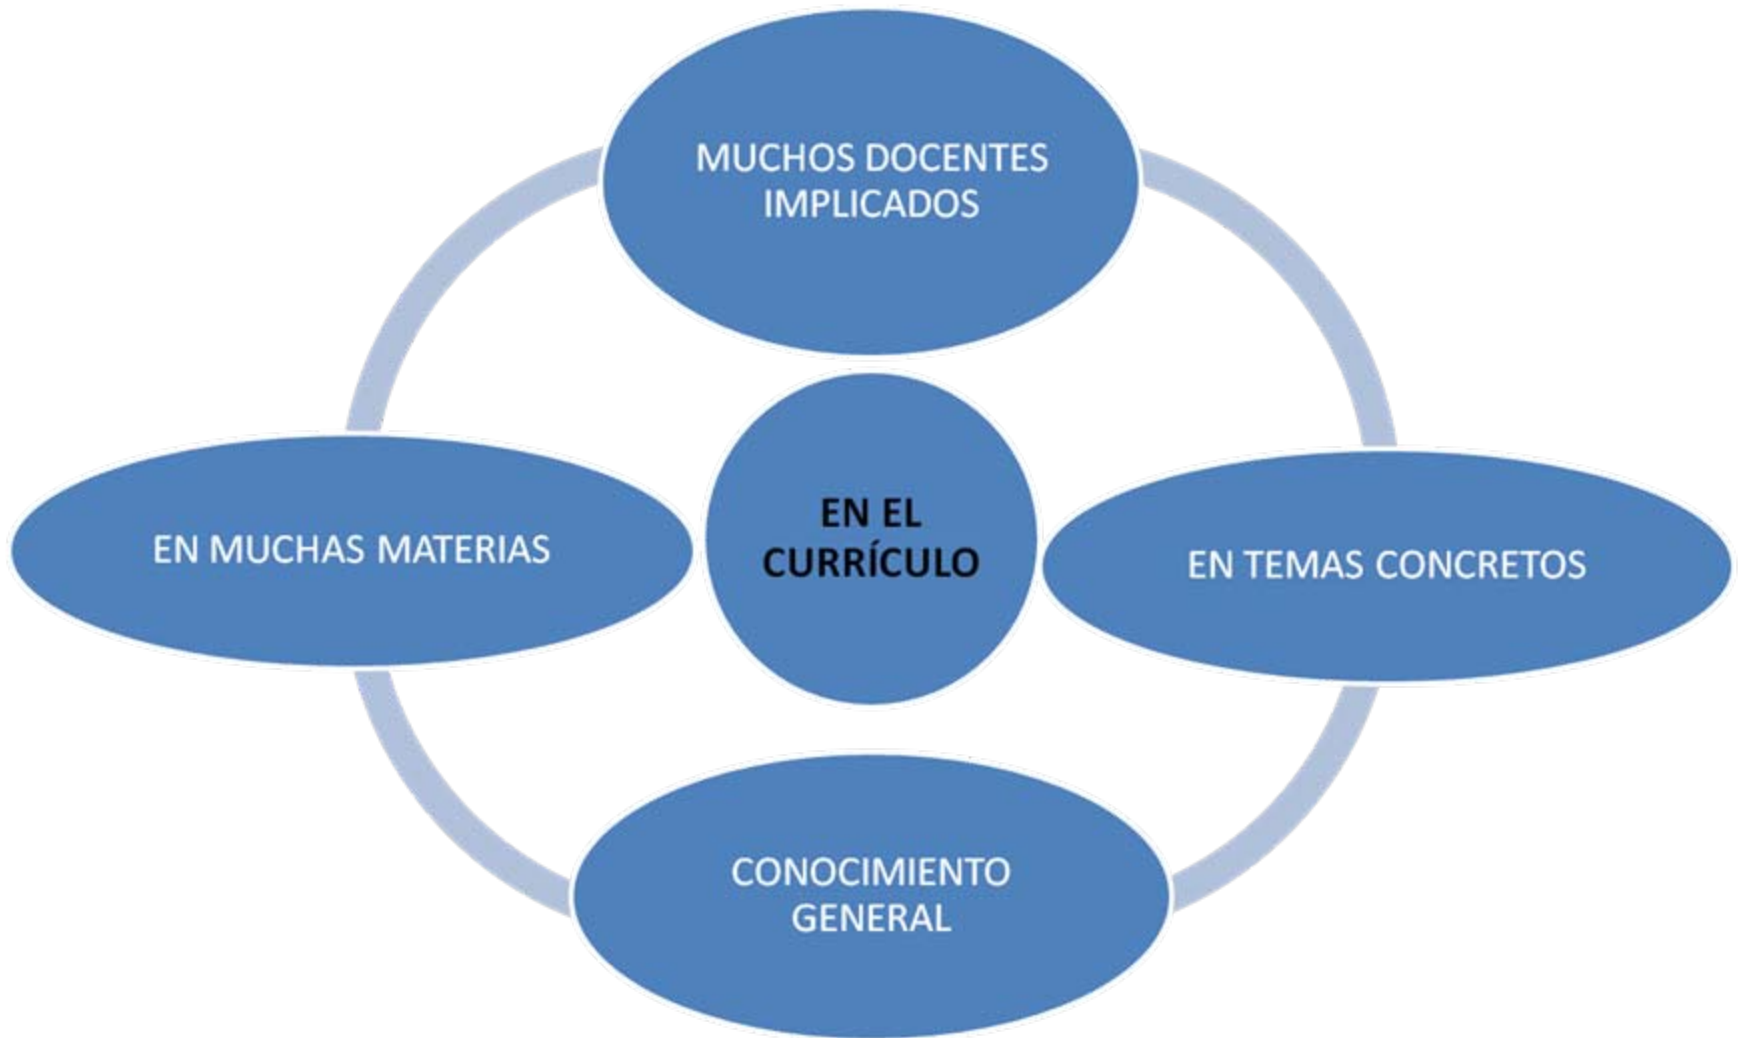 MUCHOS DOCENTES
IMPLICADOS
EN MUCHAS MATERIAS
EN EL
CURRÍCULO
EN TEMAS CONCRETOS
CONOCIMIENTO
GENERAL